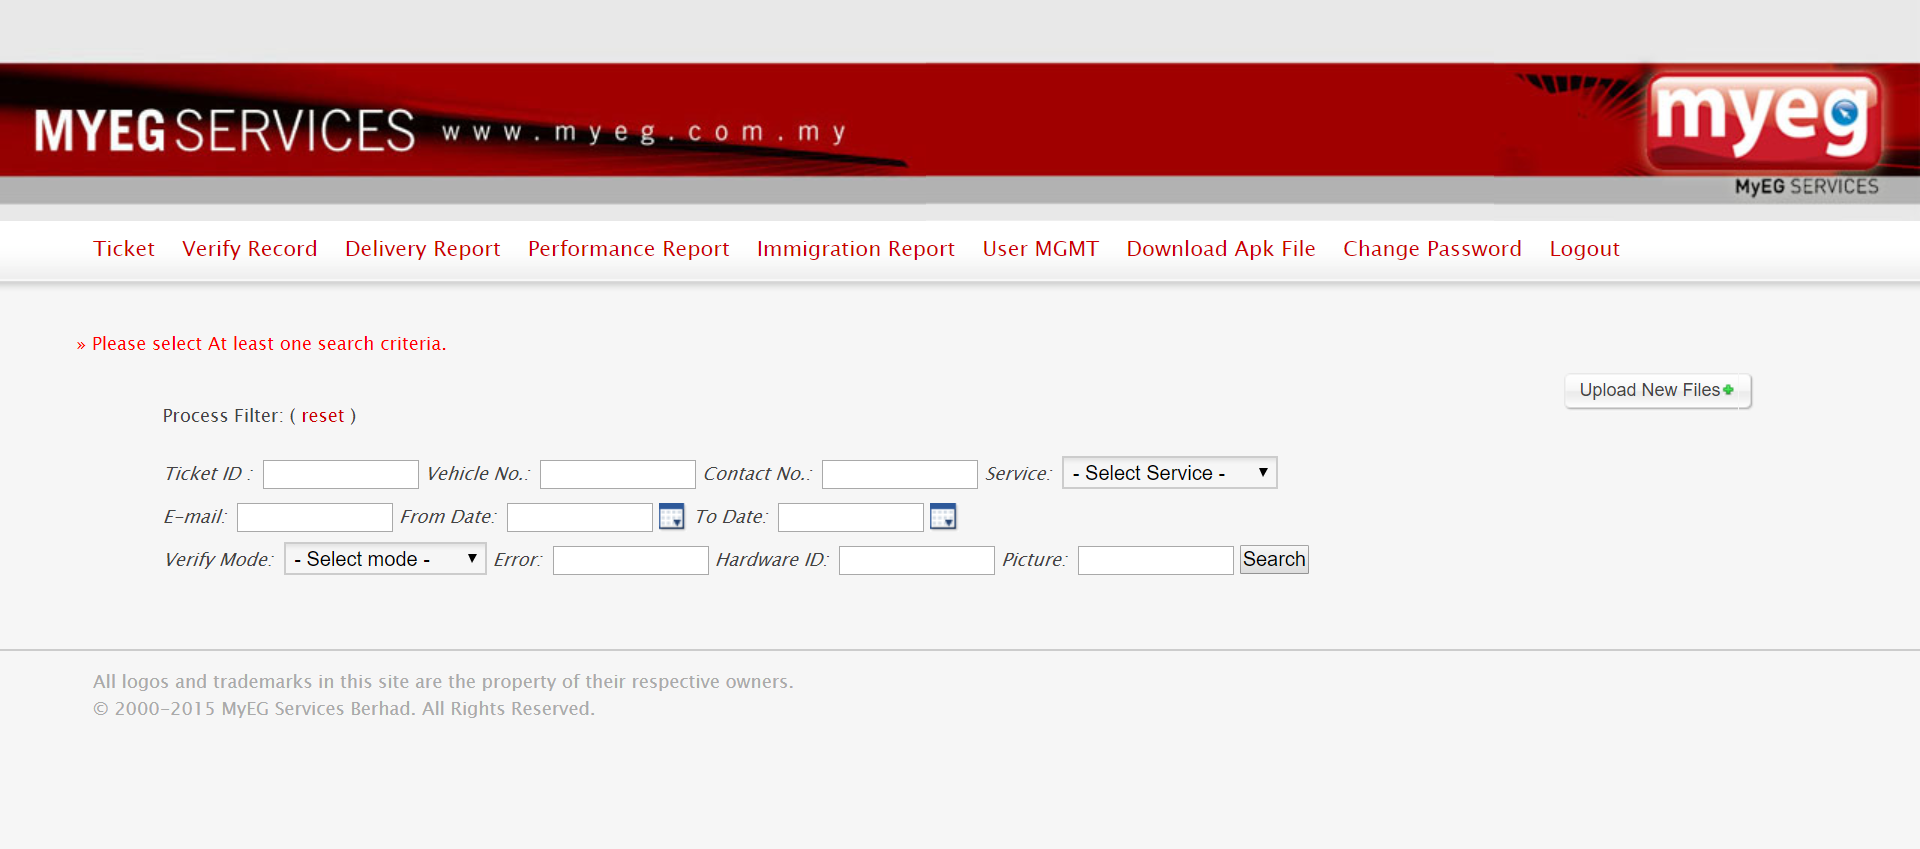 MYEG SERVICES www.myeg.com.my
myeg
MyEG SERVICES
Ticket Verify Record Delivery Report Performance Report Immigration Report User MGMT Download Apk File Change Password Logout
» Please select At least one search criteria.
Upload New Files
Process Filter: ( reset )
Ticket ID : Vehicle No.: Contact No.: Service: - Select Service -
E-mail: From Date: To Date:
Verify Mode: - Select mode - Error: Hardware ID: Picture: Search
All logos and trademarks in this site are the property of their respective owners.
© 2000-2015 MyEG Services Berhad. All Rights Reserved.